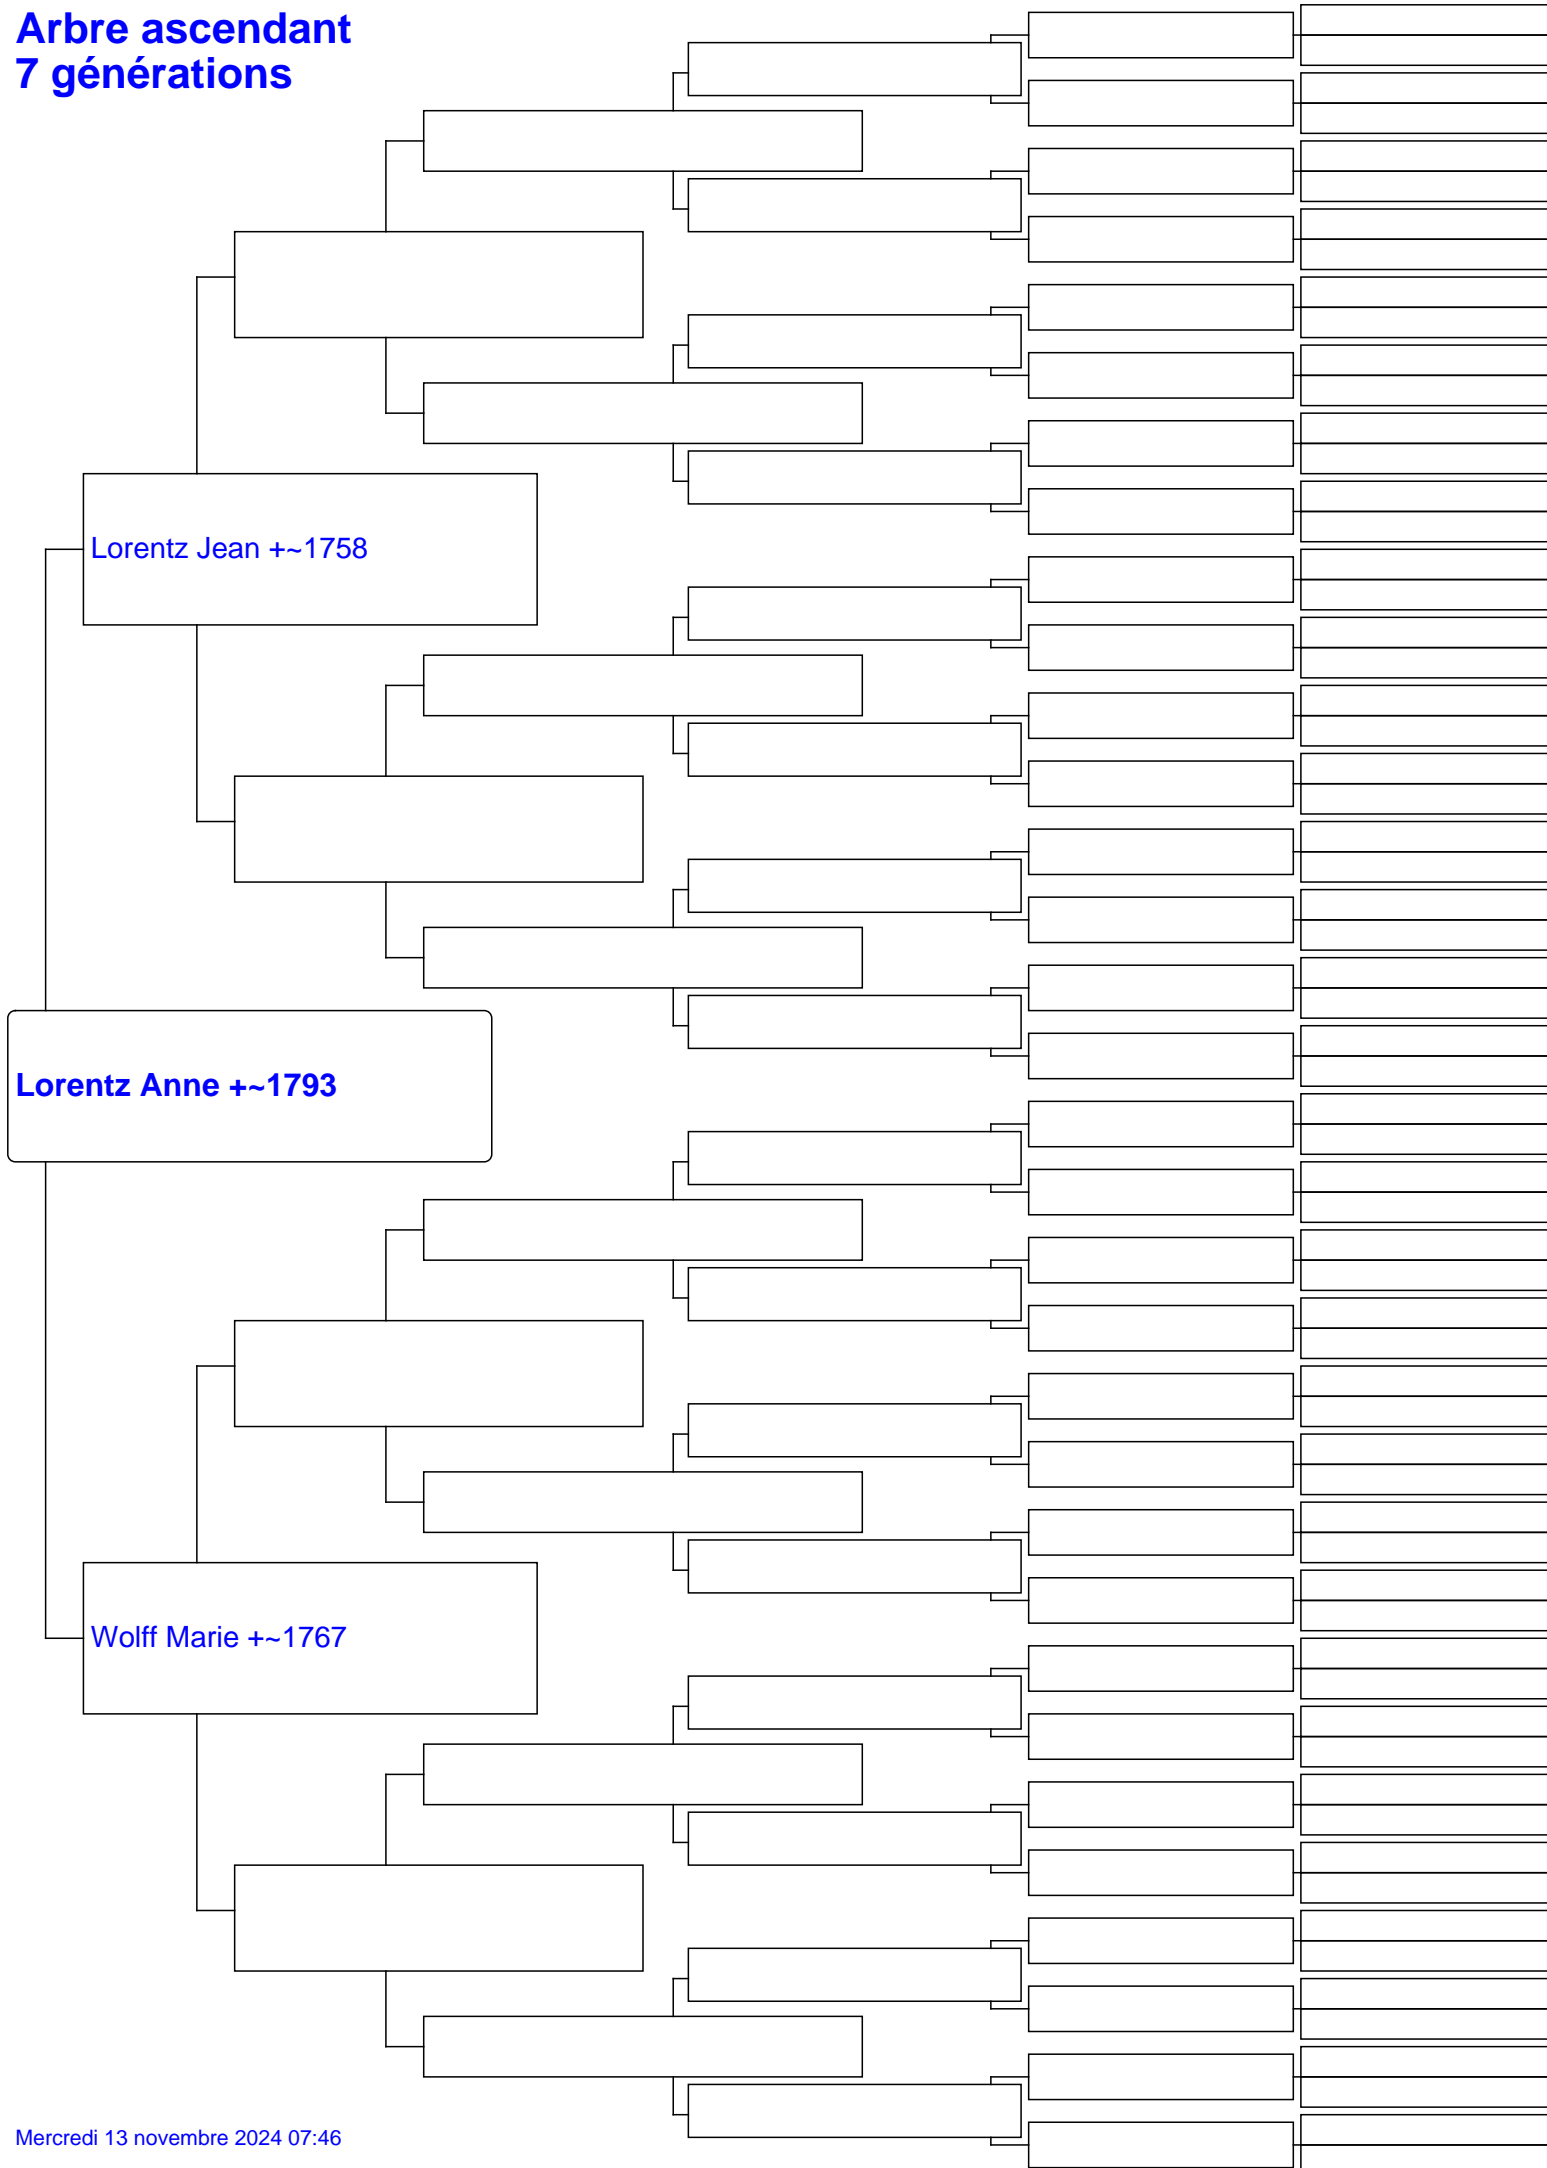 Arbre ascendant
7 générations
Lorentz Jean +~1758
Lorentz Anne +~1793
Wolff Marie +~1767
Mercredi 13 novembre 2024 07:46